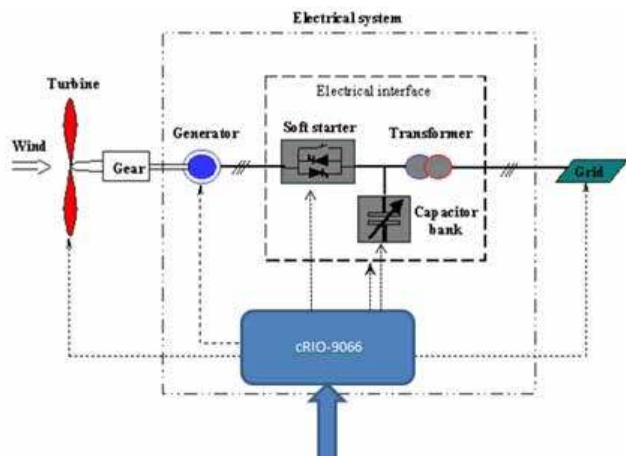 Electrical system
Turbine
Electrical interface
Wind
Generator
Soft starter
Transformer
Gear
Grid
Capacitor
bank
cRIO-9066